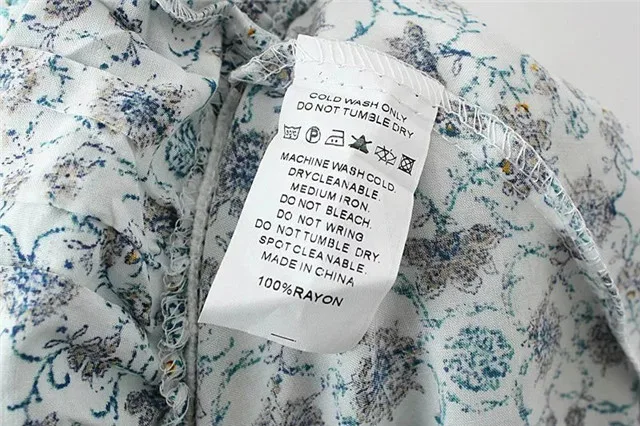 COLD WASH ONLY
DO NOT TUMBLE DRY
P
MACHINE WASH COLD.
DRYCLEANABLE.
MEDIUM IRON.
DO NOT BLEACH.
DO NOT WRING
DO NOT TUMBLE DRY.
SPOT CLEANABLE.
MADE IN CHINA
100%RAYON